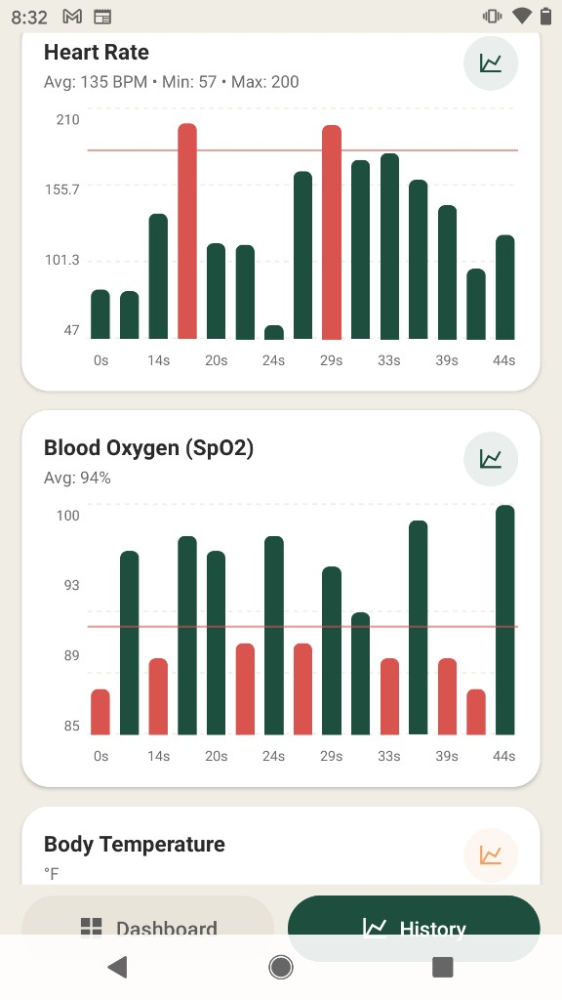 8:32
Heart Rate
Avg: 135 BPM • Min: 57 • Max: 200
210
155.7
101.3
47
0s 14s 20s 24s 29s 33s 39s 44s
Blood Oxygen (SpO2)
Avg: 94%
100
93
89
85
0s 14s 20s 24s 29s 33s 39s 44s
Body Temperature
°F
Dashboard History